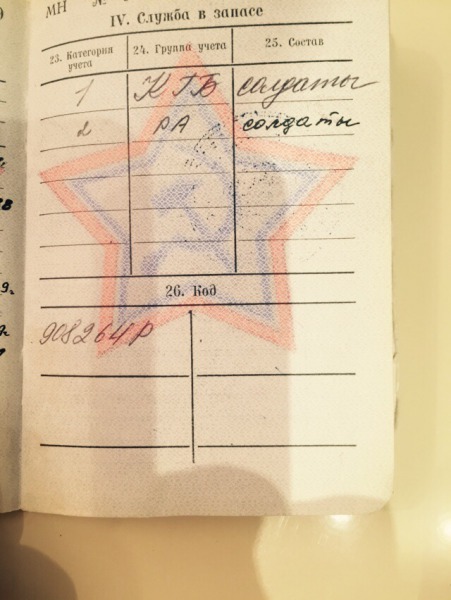 МН №
IV. Служба в запасе
23. Категория учета
24. Группа учета
25. Состав
1 КГБ солдаты
2 РА солдаты
26. Код
908264Р